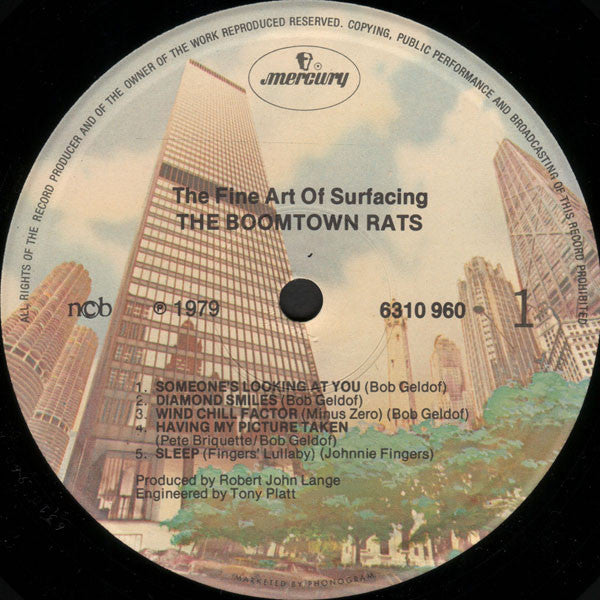 ALL RIGHTS OF THE RECORD PRODUCER AND OF THE OWNER OF THE WORK REPRODUCED RESERVED. COPYING, PUBLIC PERFORMANCE AND BROADCASTING OF THIS RECORD PROHIBITED
mercury
The Fine Art Of Surfacing
THE BOOMTOWN RATS
ncb ℗ 1979 6310 960 1
1. SOMEONE'S LOOKING AT YOU (Bob Geldof)
2. DIAMOND SMILES (Bob Geldof)
3. WIND CHILL FACTOR (Minus Zero) (Bob Geldof)
4. HAVING MY PICTURE TAKEN
(Pete Briquette/Bob Geldof)
5. SLEEP (Fingers' Lullaby) (Johnnie Fingers)
Produced by Robert John Lange
Engineered by Tony Platt
MARKETED BY PHONOGRAM